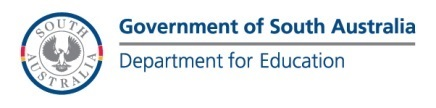 SOUTH
AUSTRALIA
Government of South Australia
Department for Education